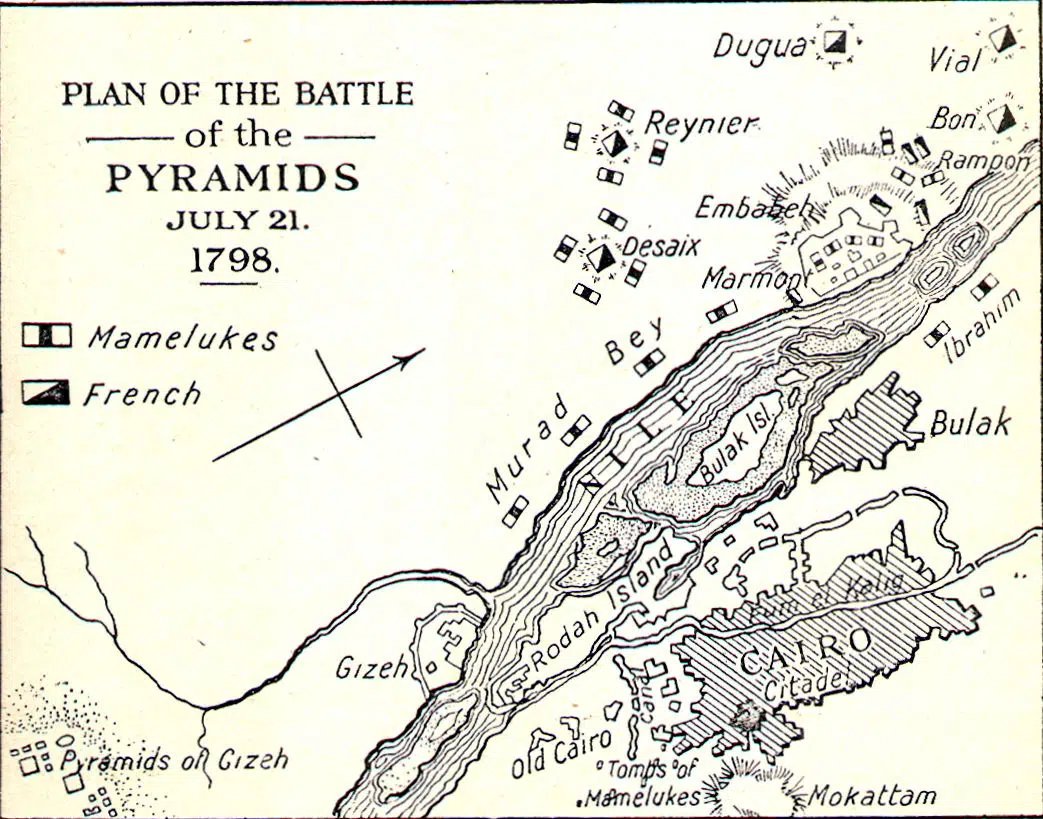 PLAN OF THE BATTLE
of the
PYRAMIDS
JULY 21.
1798.
Mamelukes
French
Dugua
Vial
Reynier
Bon
Rampon
Embabeh
Desaix
Marmont
Ibrahim
Murad Bey
NILE
Bulak Isl.
Bulak
Rodah Island
CAIRO
Citadel
Gizeh
Old Cairo
Pyramids of Gizeh
Tombs of
Mamelukes
Mokattam